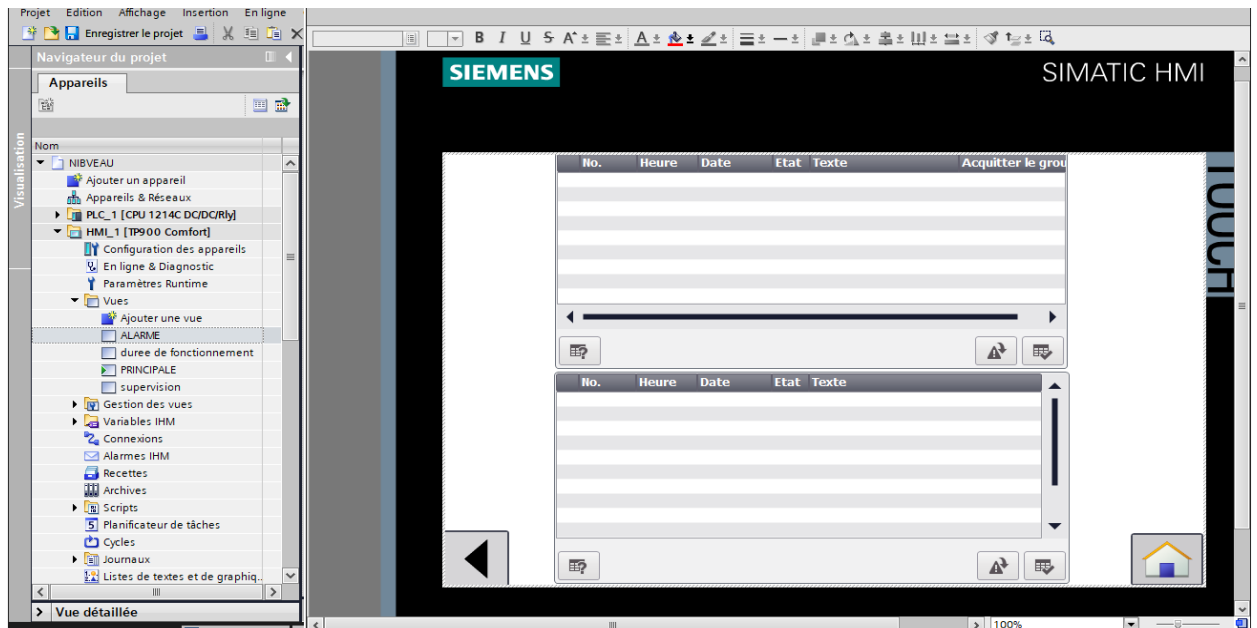 Projet Edition Affichage Insertion En ligne
Enregistrer le projet
B I U S A
Navigateur du projet
Appareils
Visualisation
Nom
NIBVEAU
Ajouter un appareil
Appareils & Réseaux
PLC_1 [CPU 1214C DC/DC/Rly]
HMI_1 [TP900 Comfort]
Configuration des appareils
En ligne & Diagnostic
Paramètres Runtime
Vues
Ajouter une vue
ALARME
duree de fonctionnement
PRINCIPALE
supervision
Gestion des vues
Variables IHM
Connexions
Alarmes IHM
Recettes
Archives
Scripts
Planificateur de tâches
Cycles
Journaux
Listes de textes et de graphiq..
Vue détaillée
SIEMENS
SIMATIC HMI
TOUCH
No. Heure Date Etat Texte Acquitter le grou
No. Heure Date Etat Texte
100%